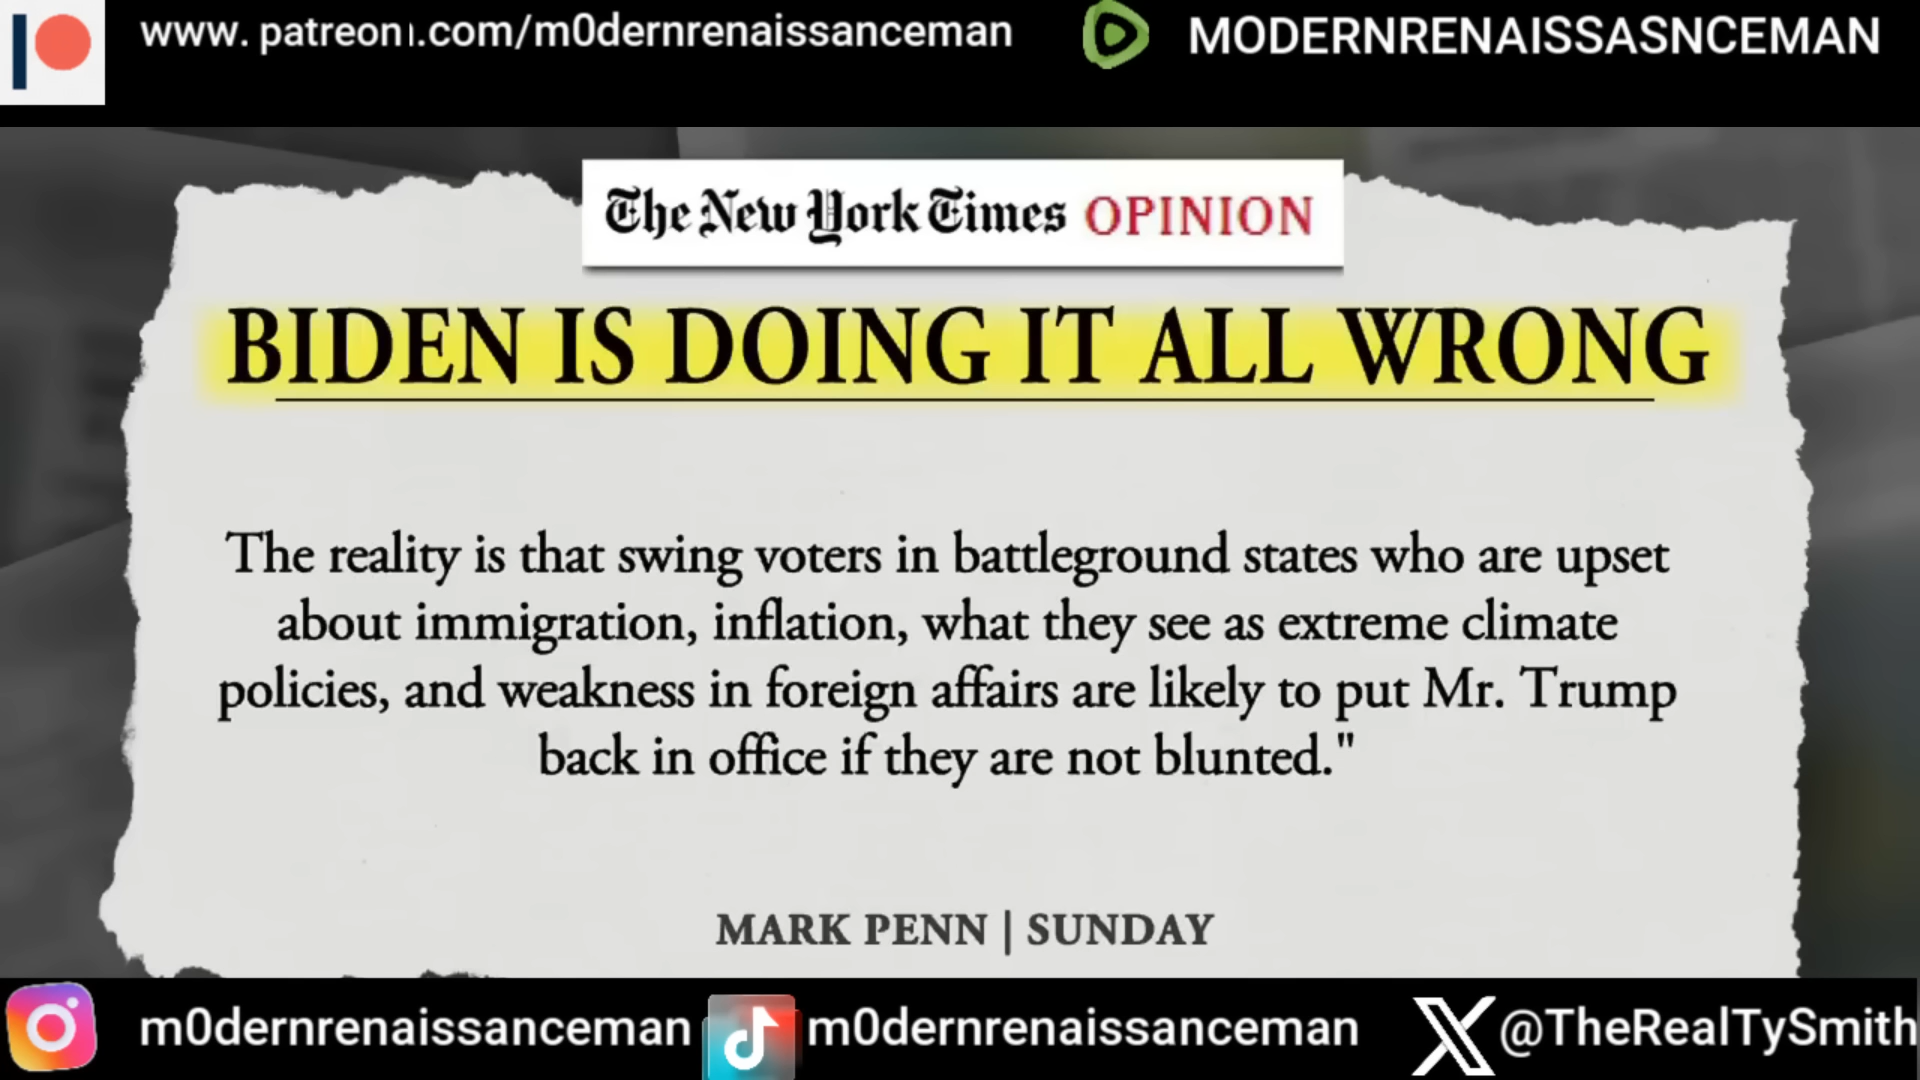 www. patreon.com/m0dernrenaissanceman
MODERNRENAISSASNCEMAN
The New York Times OPINION
BIDEN IS DOING IT ALL WRONG
The reality is that swing voters in battleground states who are upset
about immigration, inflation, what they see as extreme climate
policies, and weakness in foreign affairs are likely to put Mr. Trump
back in office if they are not blunted."
MARK PENN | SUNDAY
m0dernrenaissanceman
m0dernrenaissanceman
@TheRealTySmith